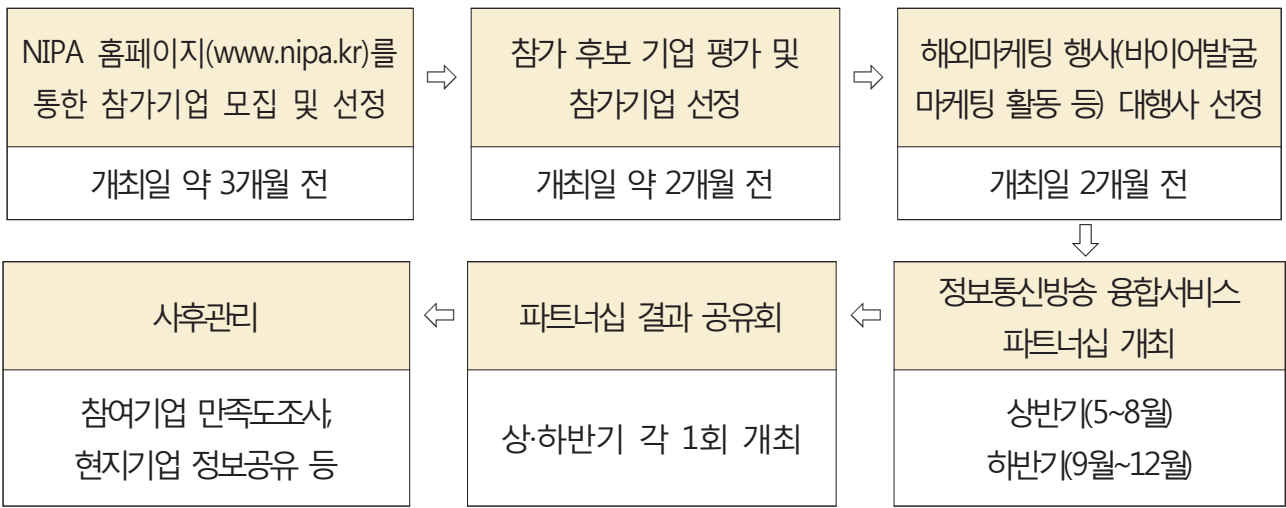 NIPA 홈페이지(www.nipa.kr)를
통한 참가기업 모집 및 선정
개최일 약 3개월 전
⇨
참가 후보 기업 평가 및
참가기업 선정
개최일 약 2개월 전
⇨
해외마케팅 행사(바이어발굴,
마케팅 활동 등) 대행사 선정
개최일 2개월 전
⇩
정보통신방송 융합서비스
파트너십 개최
상반기(5~8월)
하반기(9월~12월)
⇦
파트너십 결과 공유회
상·하반기 각 1회 개최
⇦
사후관리
참여기업 만족도조사,
현지기업 정보공유 등